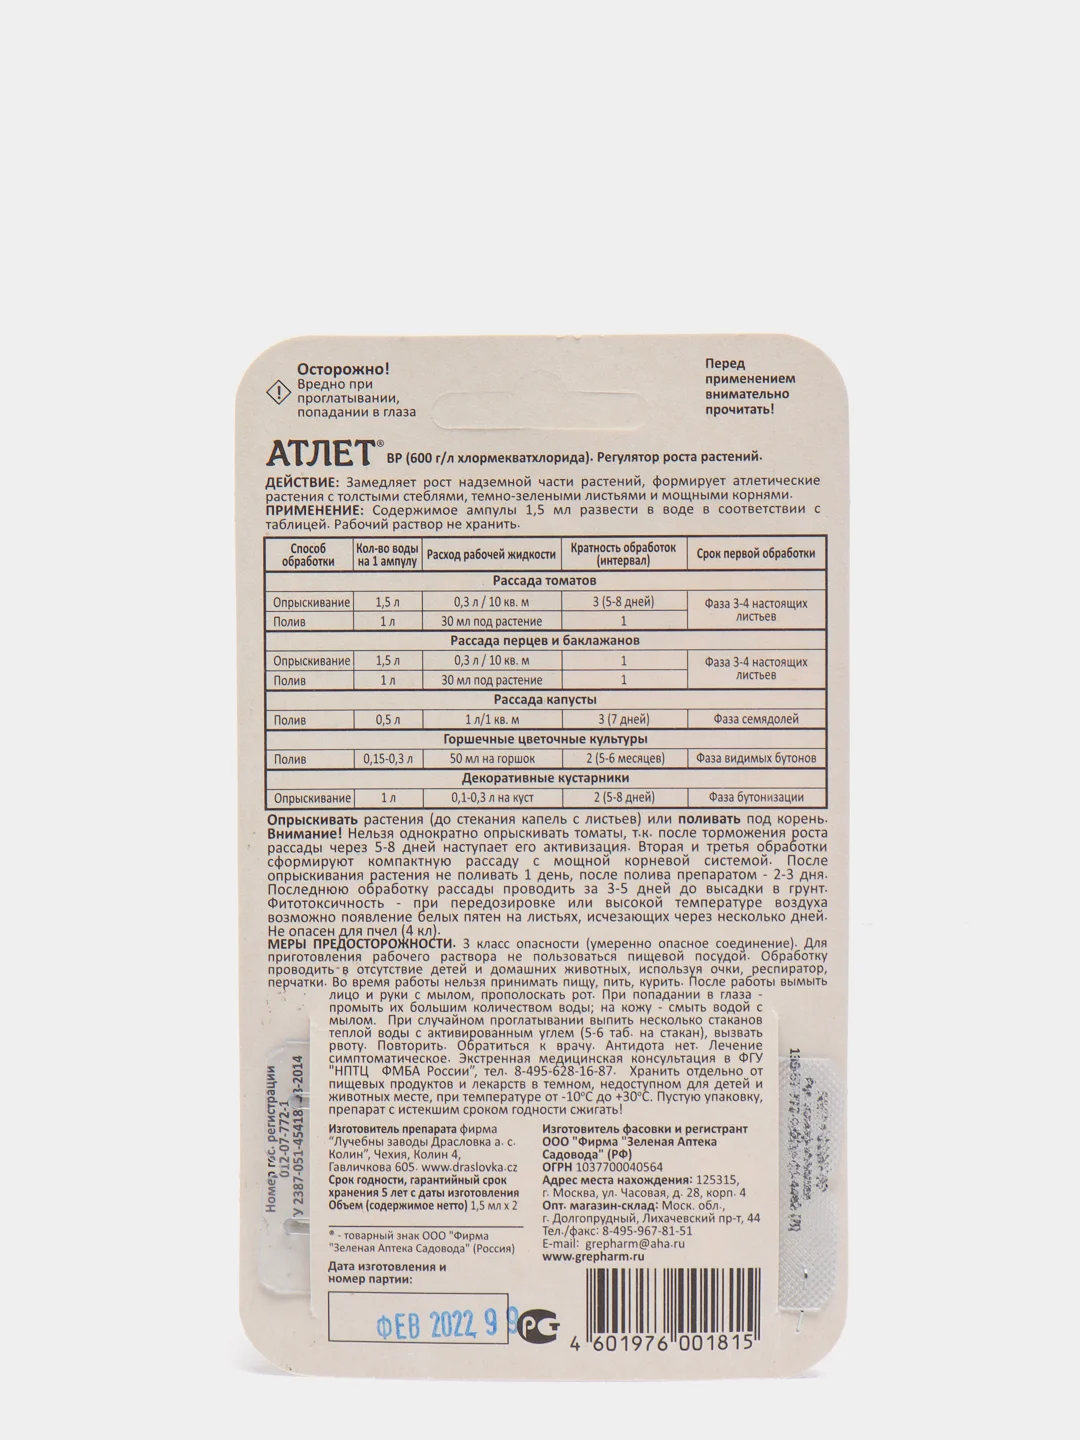 Осторожно!
Вредно при
проглатывании,
попадании в глаза
Перед
применением
внимательно
прочитать!
АТЛЕТ® ВР (600 г/л хлормекватхлорида). Регулятор роста растений.
ДЕЙСТВИЕ: Замедляет рост надземной части растений, формирует атлетические
растения с толстыми стеблями, темно-зелеными листьями и мощными корнями.
ПРИМЕНЕНИЕ: Содержимое ампулы 1,5 мл развести в воде в соответствии с
таблицей. Рабочий раствор не хранить.
Способ обработки Кол-во воды на 1 ампулу Расход рабочей жидкости Кратность обработок (интервал) Срок первой обработки
Рассада томатов
Опрыскивание 1,5 л 0,3 л / 10 кв. м 3 (5-8 дней) Фаза 3-4 настоящих листьев
Полив 1 л 30 мл под растение 1
Рассада перцев и баклажанов
Опрыскивание 1,5 л 0,3 л / 10 кв. м 1 Фаза 3-4 настоящих листьев
Полив 1 л 30 мл под растение 1
Рассада капусты
Полив 0,5 л 1 л/1 кв. м 3 (7 дней) Фаза семядолей
Горшечные цветочные культуры
Полив 0,15-0,3 л 50 мл на горшок 2 (5-6 месяцев) Фаза видимых бутонов
Декоративные кустарники
Опрыскивание 1 л 0,1-0,3 л на куст 2 (5-8 дней) Фаза бутонизации
Опрыскивать растения (до стекания капель с листьев) или поливать под корень.
Внимание! Нельзя однократно опрыскивать томаты, т.к. после торможения роста
рассады через 5-8 дней наступает его активизация. Вторая и третья обработки
сформируют компактную рассаду с мощной корневой системой. После
опрыскивания растения не поливать 1 день, после полива препаратом - 2-3 дня.
Последнюю обработку рассады проводить за 3-5 дней до высадки в грунт.
Фитотоксичность - при передозировке или высокой температуре воздуха
возможно появление белых пятен на листьях, исчезающих через несколько дней.
Не опасен для пчел (4 кл).
МЕРЫ ПРЕДОСТОРОЖНОСТИ. 3 класс опасности (умеренно опасное соединение). Для
приготовления рабочего раствора не пользоваться пищевой посудой. Обработку
проводить в отсутствие детей и домашних животных, используя очки, респиратор,
перчатки. Во время работы нельзя принимать пищу, пить, курить. После работы вымыть
лицо и руки с мылом, прополоскать рот. При попадании в глаза -
промыть их большим количеством воды; на кожу - смыть водой с
мылом. При случайном проглатывании выпить несколько стаканов
теплой воды с активированным углем (5-6 таб. на стакан), вызвать
рвоту. Повторить. Обратиться к врачу. Антидота нет. Лечение
симптоматическое. Экстренная медицинская консультация в ФГУ
"НПТЦ ФМБА России", тел. 8-495-628-16-87. Хранить отдельно от
пищевых продуктов и лекарств в темном, недоступном для детей и
животных месте, при температуре от -10°С до +30°С. Пустую упаковку,
препарат с истекшим сроком годности сжигать!
Номер гос. регистрации
012-07-772-1
Изготовитель препарата фирма
"Лучебны заводы Драсловка а. с.
Колин", Чехия, Колин 4,
Гавличкова 605. www.draslovka.cz
Срок годности, гарантийный срок
хранения 5 лет с даты изготовления
Объем (содержимое нетто) 1,5 мл х 2
® - товарный знак ООО "Фирма
"Зеленая Аптека Садовода" (Россия)
Дата изготовления и
номер партии:
ФЕВ 2022 9 9
Изготовитель фасовки и регистрант
ООО "Фирма "Зеленая Аптека
Садовода" (РФ)
ОГРН 1037700040564
Адрес места нахождения: 125315,
г. Москва, ул. Часовая, д. 28, корп. 4
Опт. магазин-склад: Моск. обл.,
г. Долгопрудный, Лихачевский пр-т, 44
Тел./факс: 8-495-967-81-51
E-mail: grepharm@aha.ru
www.grepharm.ru
4 601976 001815